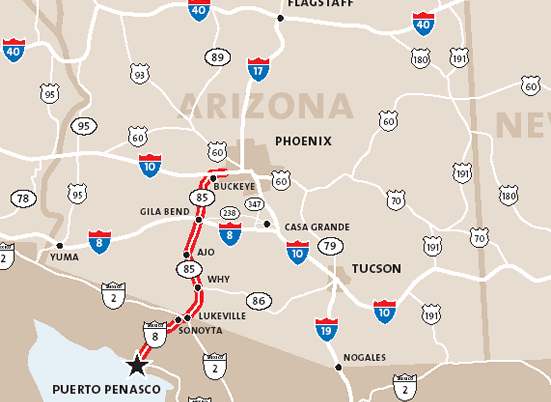 FLAGSTAFF
40
40
40
89
180
191
17
93
60
95
ARIZONA
NEV
60
95
60
PHOENIX
60
10
191
60
BUCKEYE
180
78
95
85
70
GILA BEND
238
347
CASA GRANDE
8
8
70
YUMA
79
191
2
AJO
10
85
TUCSON
WHY
2
86
10
191
LUKEVILLE
SONOYTA
8
19
2
NOGALES
PUERTO PENASCO
2